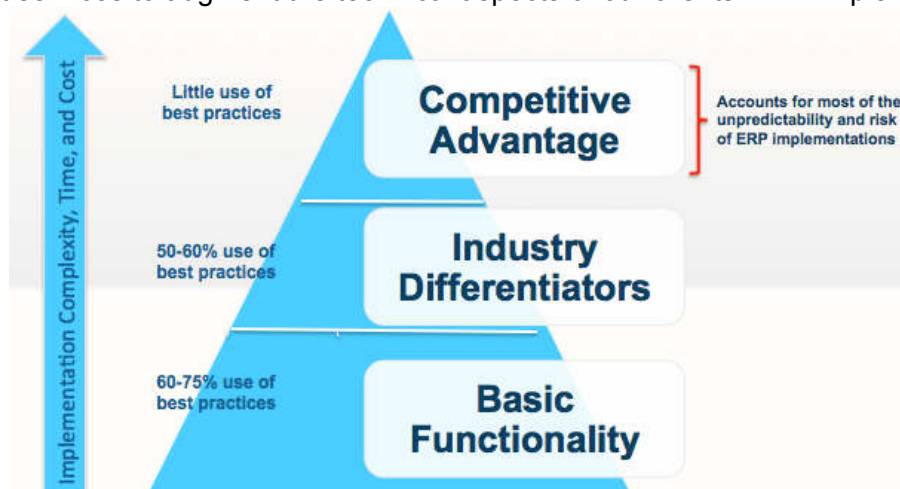 Little use of
best practices
Competitive
Advantage
Accounts for most of the
unpredictability and risk
of ERP implementations
50-60% use of
best practices
Industry
Differentiators
60-75% use of
best practices
Basic
Functionality
Implementation Complexity, Time, and Cost